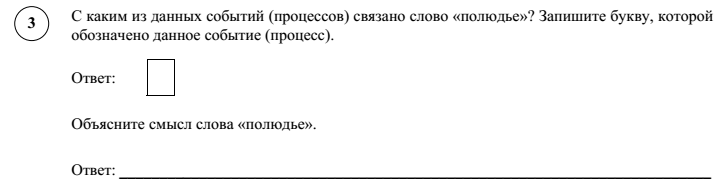 3
С каким из данных событий (процессов) связано слово «полюдье»? Запишите букву, которой
обозначено данное событие (процесс).
Ответ:
Объясните смысл слова «полюдье».
Ответ: